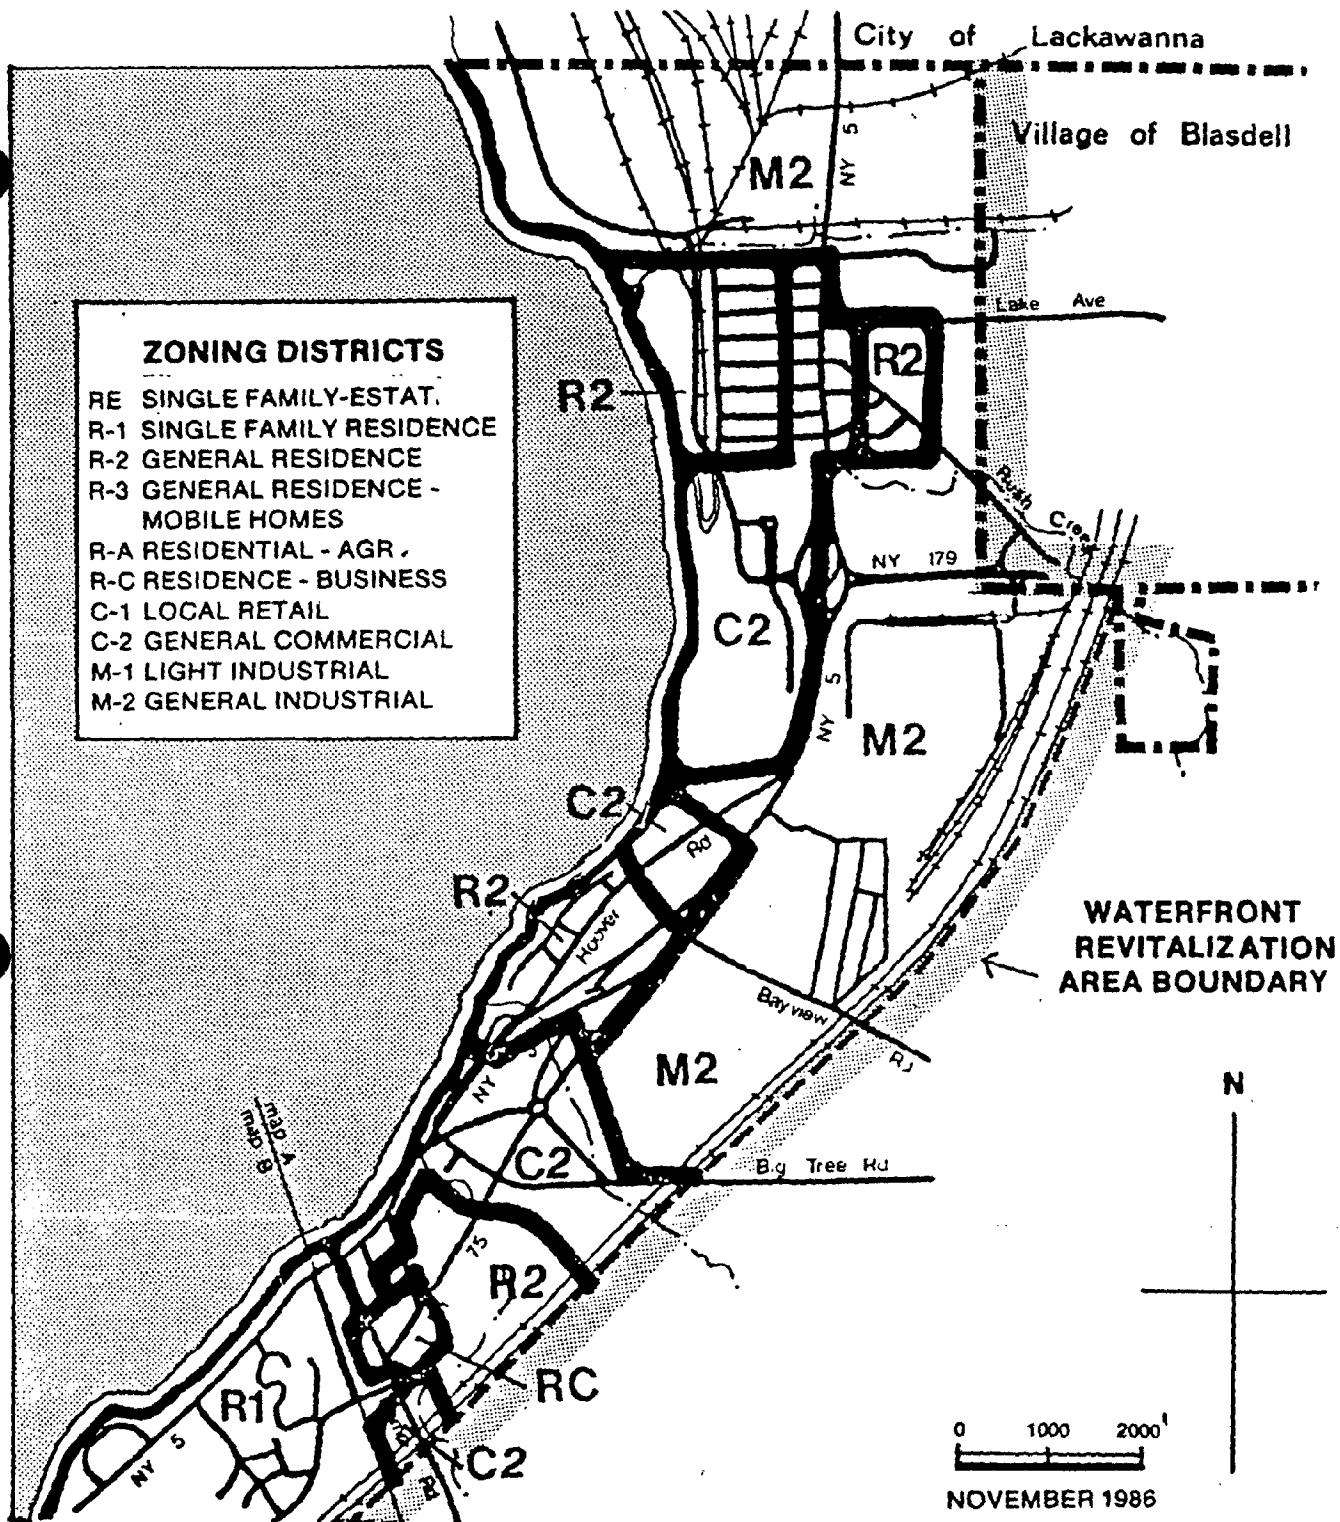 City of Lackawanna
Village of Blasdell
M2
NY 5
Lake Ave
ZONING DISTRICTS
RE SINGLE FAMILY-ESTAT.
R-1 SINGLE FAMILY RESIDENCE
R-2 GENERAL RESIDENCE
R-3 GENERAL RESIDENCE -
MOBILE HOMES
R-A RESIDENTIAL - AGR.
R-C RESIDENCE - BUSINESS
C-1 LOCAL RETAIL
C-2 GENERAL COMMERCIAL
M-1 LIGHT INDUSTRIAL
M-2 GENERAL INDUSTRIAL
R2
R2
Rush Creek
NY 179
C2
NY 5
M2
C2
Rd
R2
Hoover
WATERFRONT
REVITALIZATION
AREA BOUNDARY
Bayview
Rd
M2
NY 5
N
map A
map B
C2
Big Tree Rd
75
R2
RC
R1
NY 5
C2
Rd
0 1000 2000'
NOVEMBER 1986